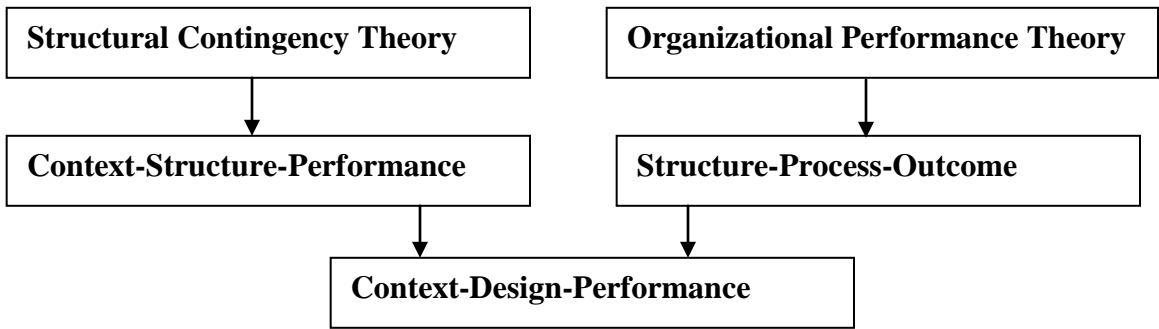 Structural Contingency Theory
Organizational Performance Theory
Context-Structure-Performance
Structure-Process-Outcome
Context-Design-Performance